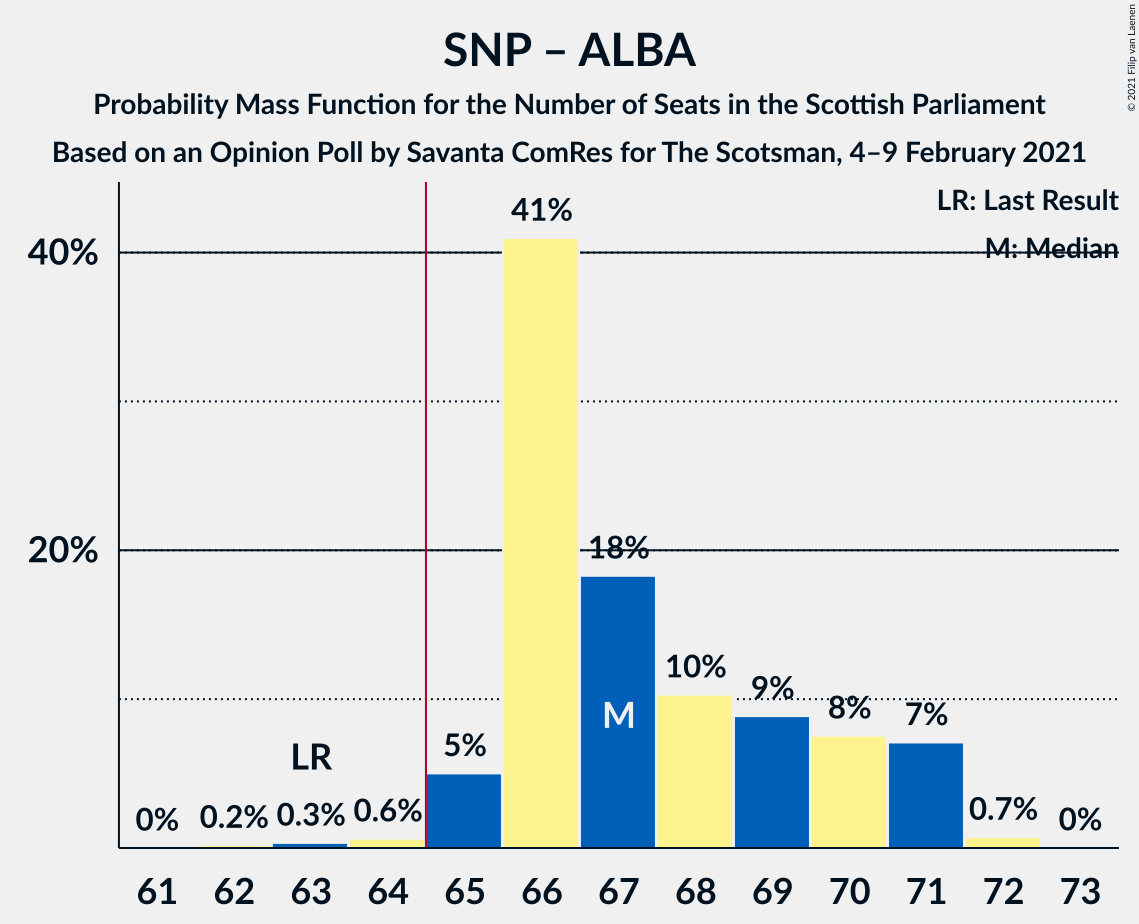 SNP – ALBA
Probability Mass Function for the Number of Seats in the Scottish Parliament
Based on an Opinion Poll by Savanta ComRes for The Scotsman, 4–9 February 2021
© 2021 Filip van Laenen
LR: Last Result
M: Median
40%
20%
0%
0.2%
0.3%
0.6%
5%
41%
18%
10%
9%
8%
7%
0.7%
0%
LR
M
61 62 63 64 65 66 67 68 69 70 71 72 73